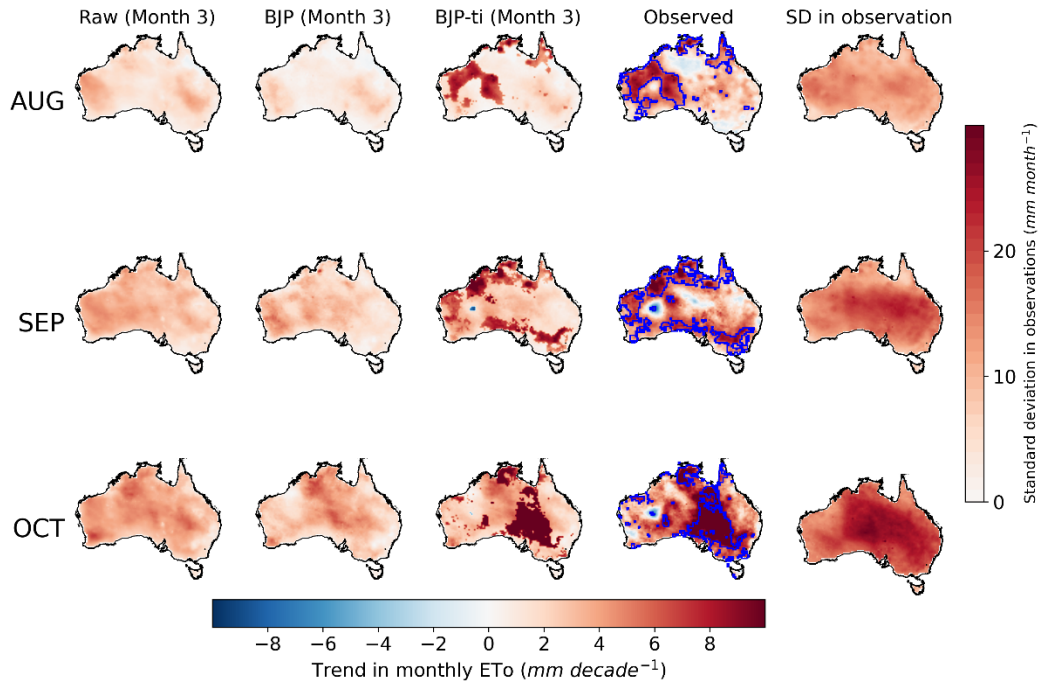 Raw (Month 3) BJP (Month 3) BJP-ti (Month 3) Observed SD in observation
AUG
SEP
OCT
20
10
0
Standard deviation in observations (mm month⁻¹)
−8 −6 −4 −2 0 2 4 6 8
Trend in monthly ETo (mm decade⁻¹)